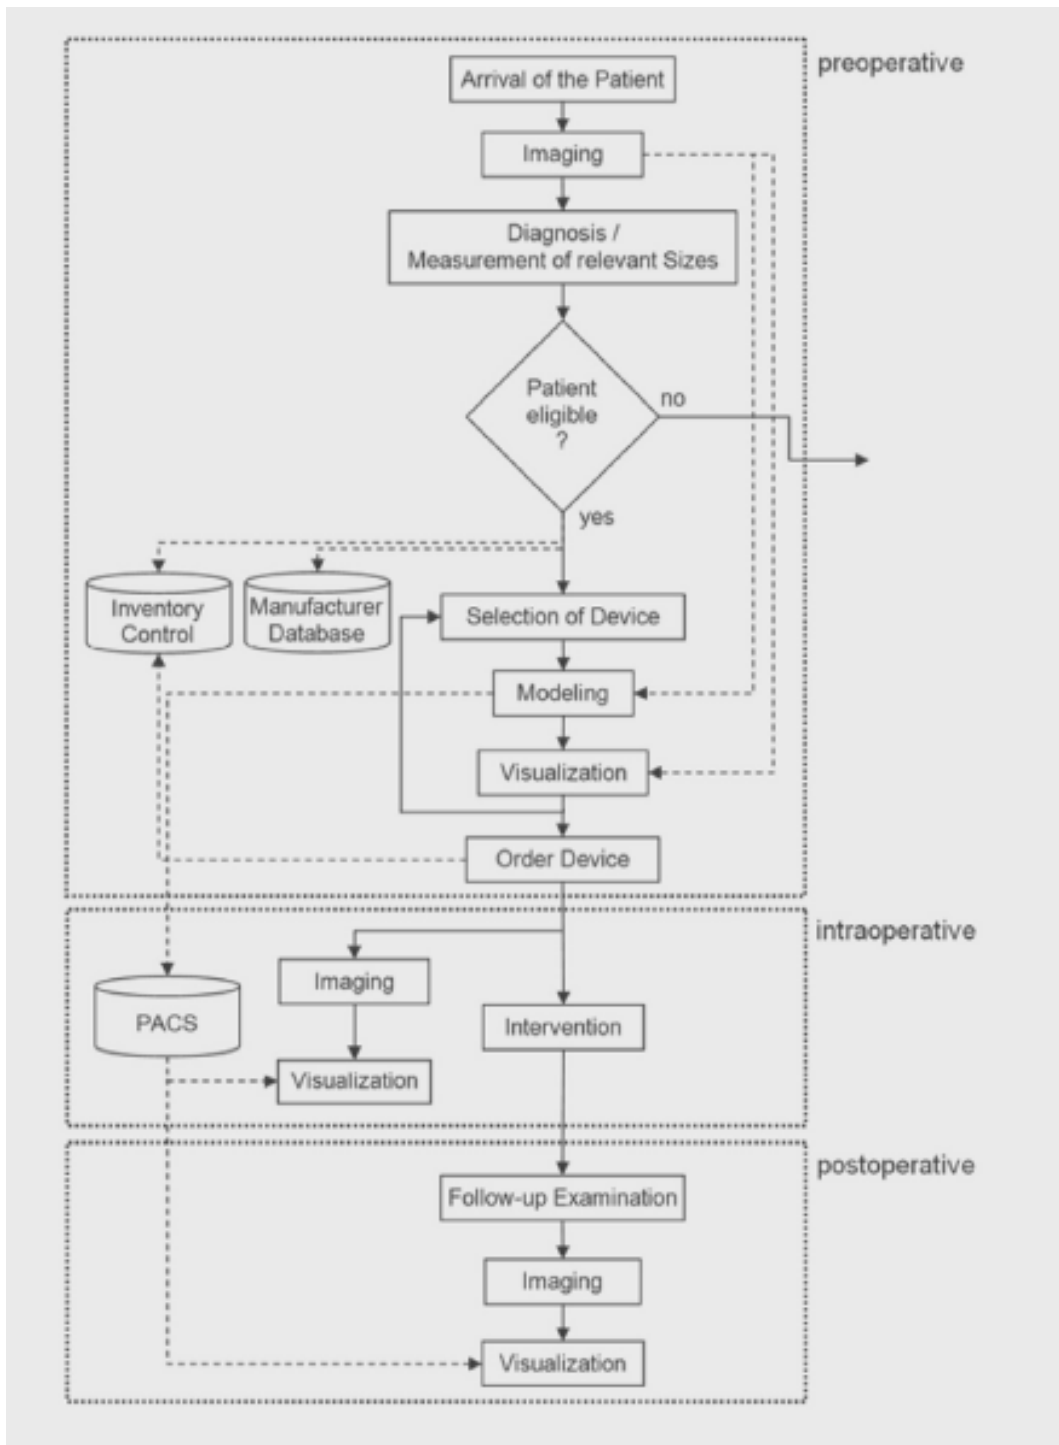 preoperative
Arrival of the Patient
Imaging
Diagnosis /
Measurement of relevant Sizes
Patient
eligible
?
no
yes
Inventory
Control
Manufacturer
Database
Selection of Device
Modeling
Visualization
Order Device
intraoperative
Imaging
PACS
Intervention
Visualization
postoperative
Follow-up Examination
Imaging
Visualization